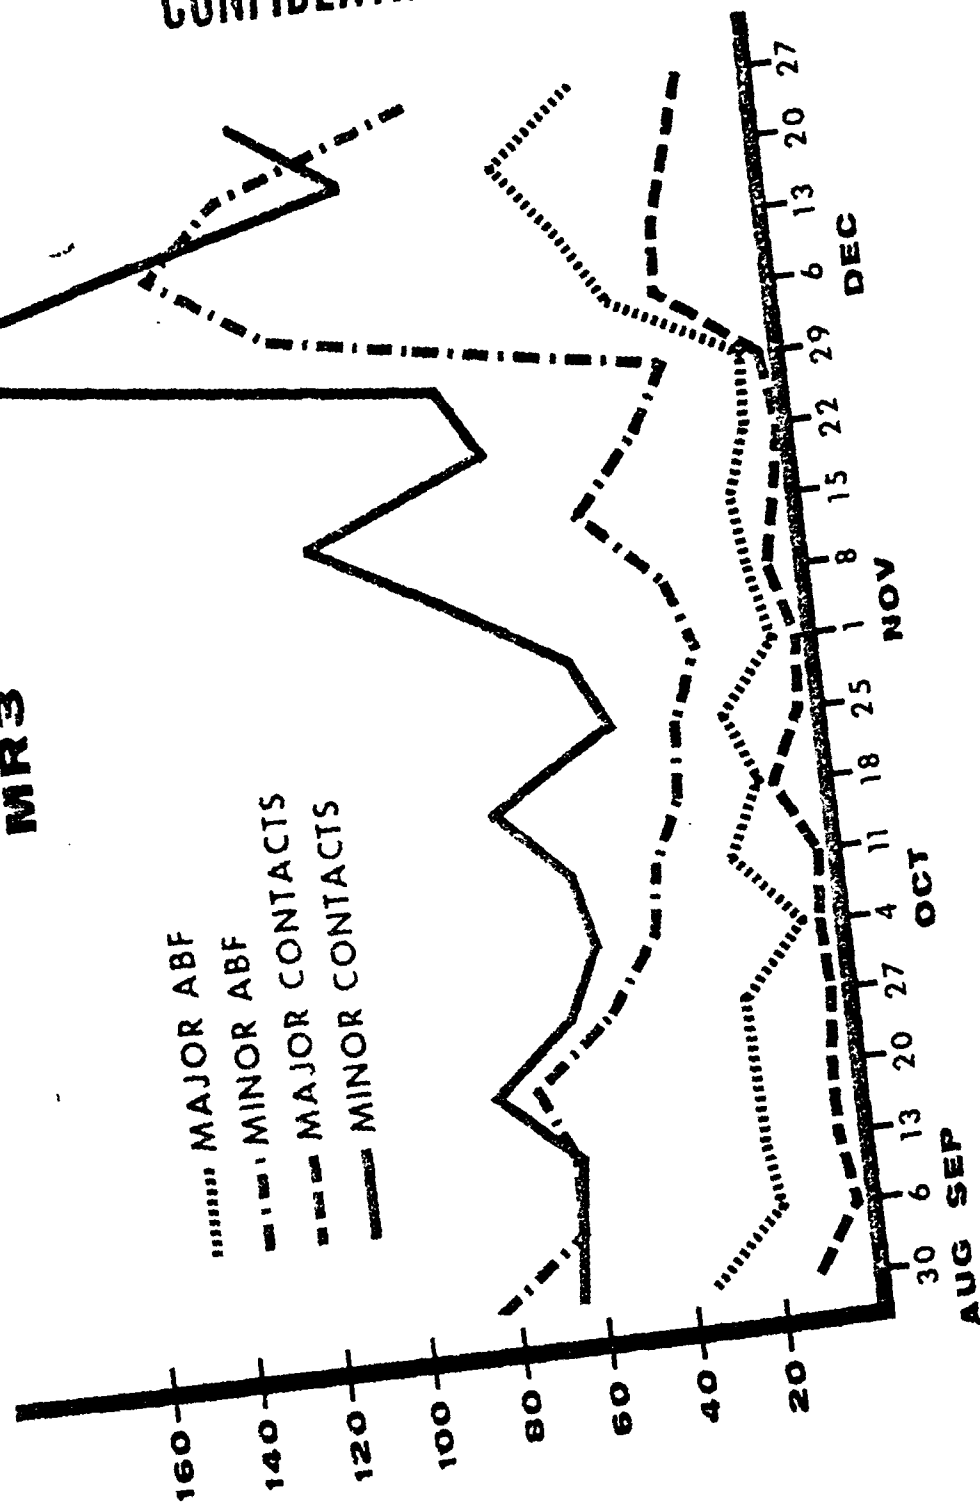 MR3
MAJOR ABF
MINOR ABF
MAJOR CONTACTS
MINOR CONTACTS
160
140
120
100
80
60
40
20
30 6 13 20 27 4 11 18 25 1 8 15 22 29 6 13 20 27
AUG SEP OCT NOV DEC